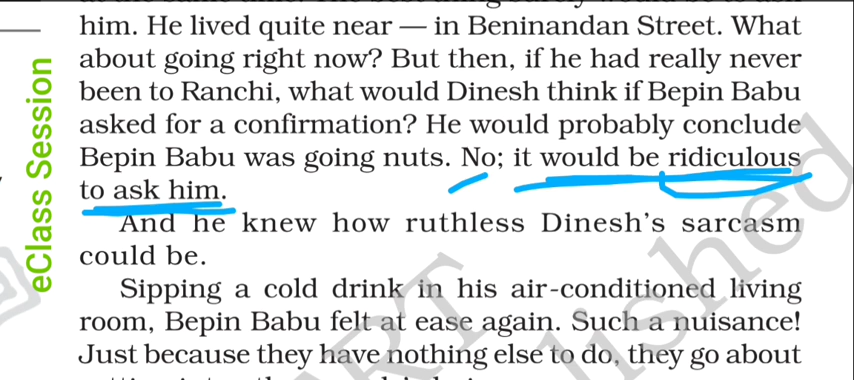 him. He lived quite near — in Beninandan Street. What
about going right now? But then, if he had really never
been to Ranchi, what would Dinesh think if Bepin Babu
asked for a confirmation? He would probably conclude
Bepin Babu was going nuts. No; it would be ridiculous
to ask him.
And he knew how ruthless Dinesh's sarcasm
could be.
Sipping a cold drink in his air-conditioned living
room, Bepin Babu felt at ease again. Such a nuisance!
Just because they have nothing else to do, they go about
eClass Session